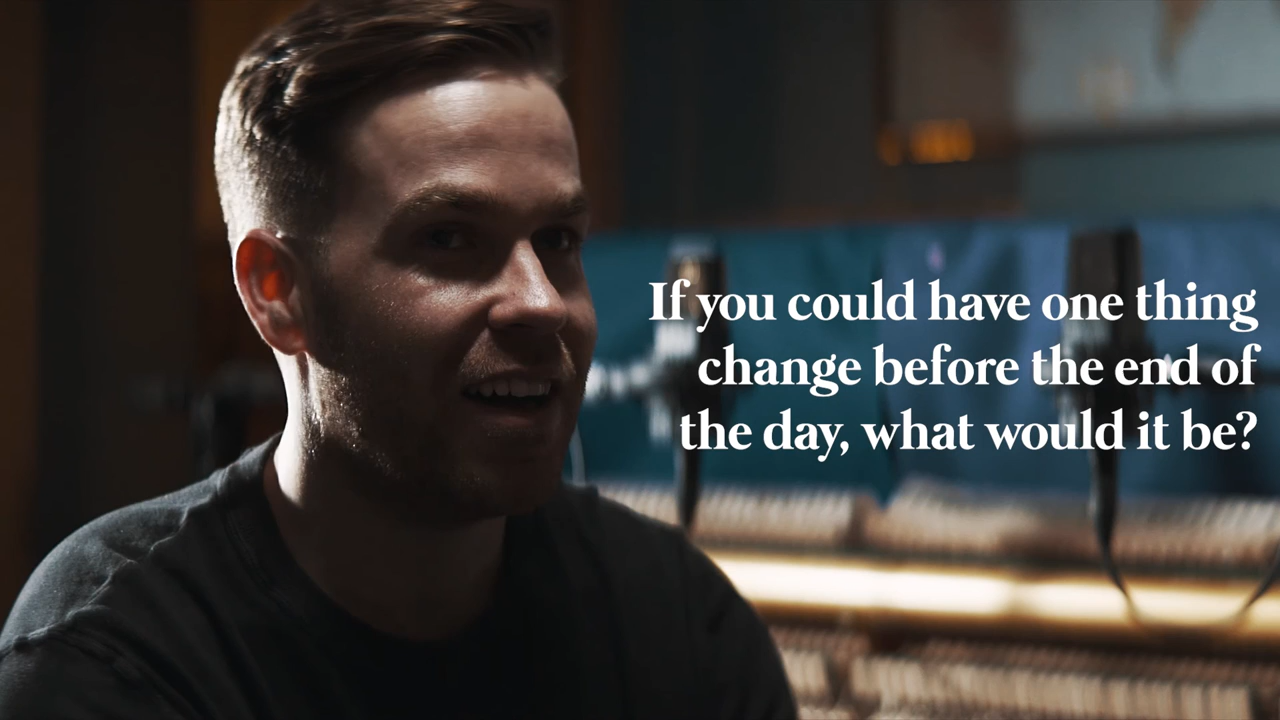 If you could have one thing
change before the end of
the day, what would it be?